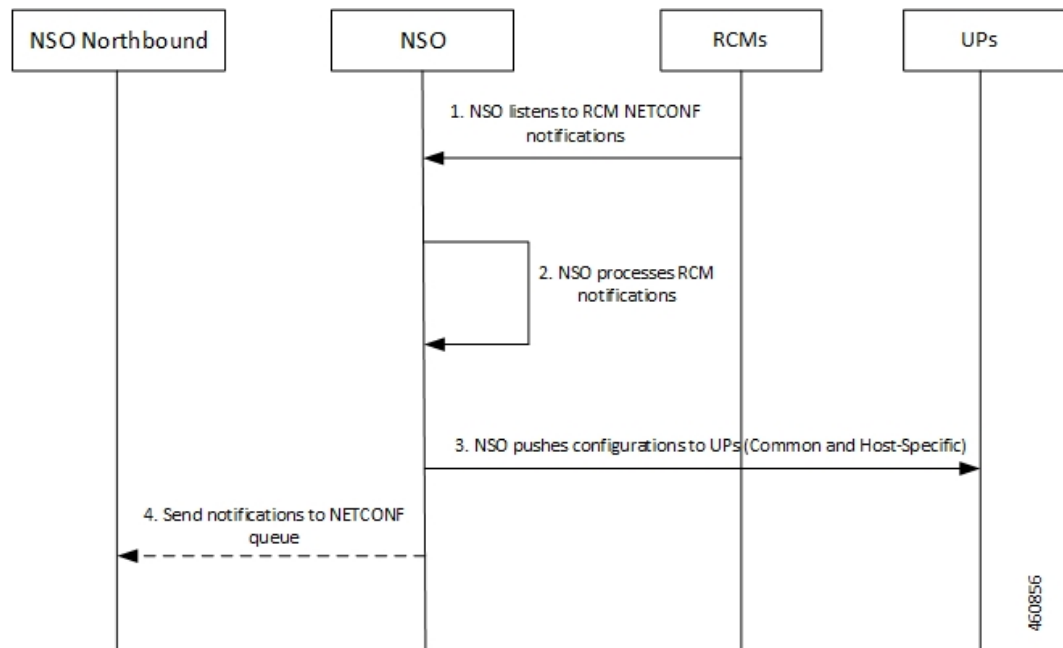 NSO Northbound
NSO
RCMs
UPs
1. NSO listens to RCM NETCONF
notifications
2. NSO processes RCM
notifications
3. NSO pushes configurations to UPs (Common and Host-Specific)
4. Send notifications to NETCONF
queue
460856